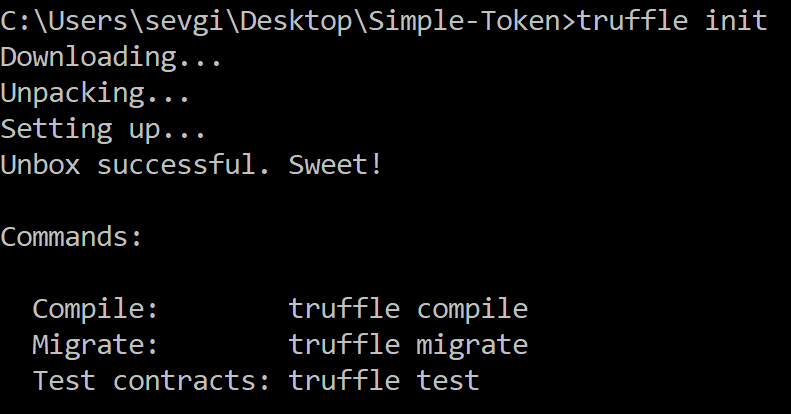 C:\Users\sevgi\Desktop\Simple-Token>truffle init
Downloading...
Unpacking...
Setting up...
Unbox successful. Sweet!
Commands:
Compile: truffle compile
Migrate: truffle migrate
Test contracts: truffle test